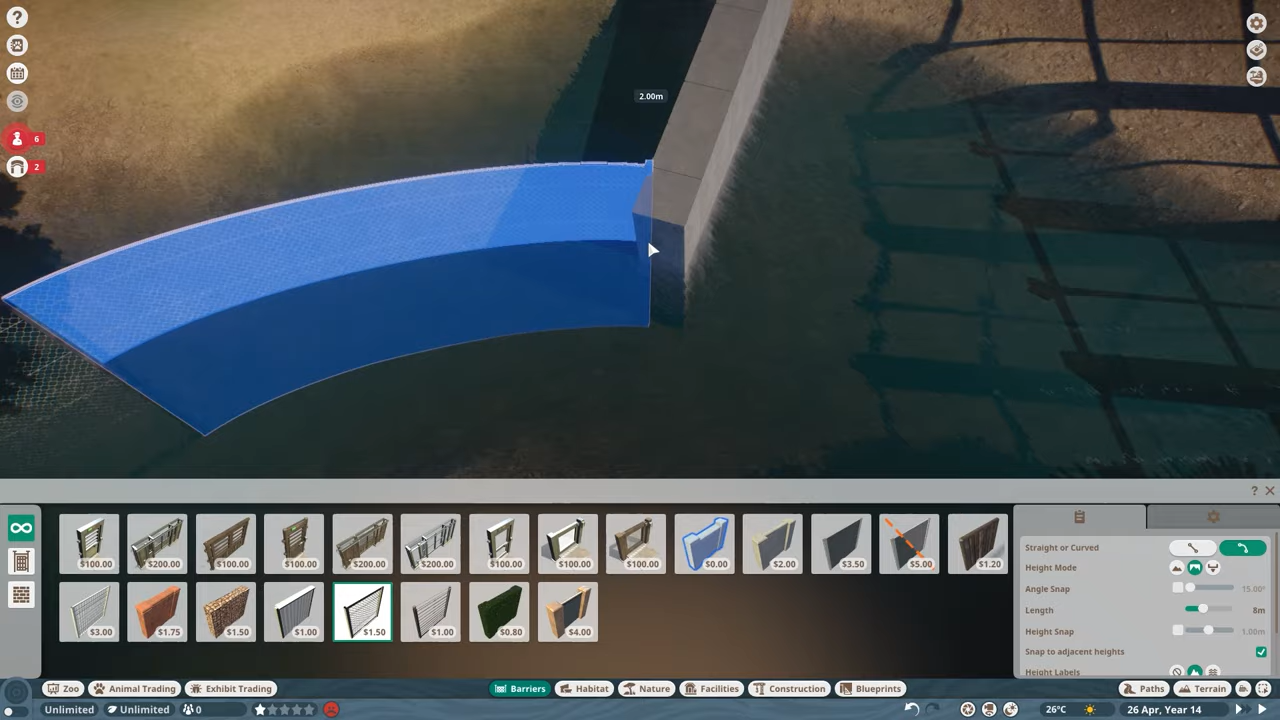 ?
6
2
2.00m
?
$100.00 $200.00 $100.00 $100.00 $200.00 $200.00 $100.00 $100.00 $100.00 $0.00 $2.00 $3.50 $5.00 $1.20
$3.00 $1.75 $1.50 $1.00 $1.50 $1.00 $0.80 $4.00
Straight or Curved
Height Mode
Angle Snap 15.00°
Length 8m
Height Snap 1.00m
Snap to adjacent heights
Height Labels
Zoo Animal Trading Exhibit Trading Barriers Habitat Nature Facilities Construction Blueprints Paths Terrain
Unlimited Unlimited 0 26°C 26 Apr, Year 14